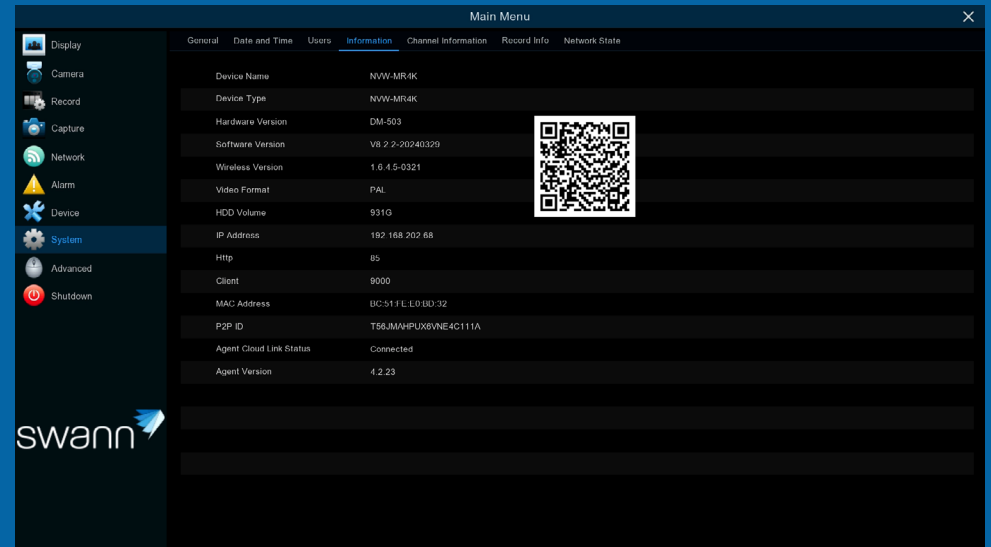 Main Menu
General Date and Time Users Information Channel Information Record Info Network State
Display
Camera
Record
Capture
Network
Alarm
Device
System
Advanced
Shutdown
swann
Device Name NVW-MR4K
Device Type NVW-MR4K
Hardware Version DM-503
Software Version V8.2.2-20240329
Wireless Version 1.6.4.5-0321
Video Format PAL
HDD Volume 931G
IP Address 192.168.202.68
Http 85
Client 9000
MAC Address BC:51:FE:E0:BD:32
P2P ID T56JMAHPUX6VNE4C111A
Agent Cloud Link Status Connected
Agent Version 4.2.23